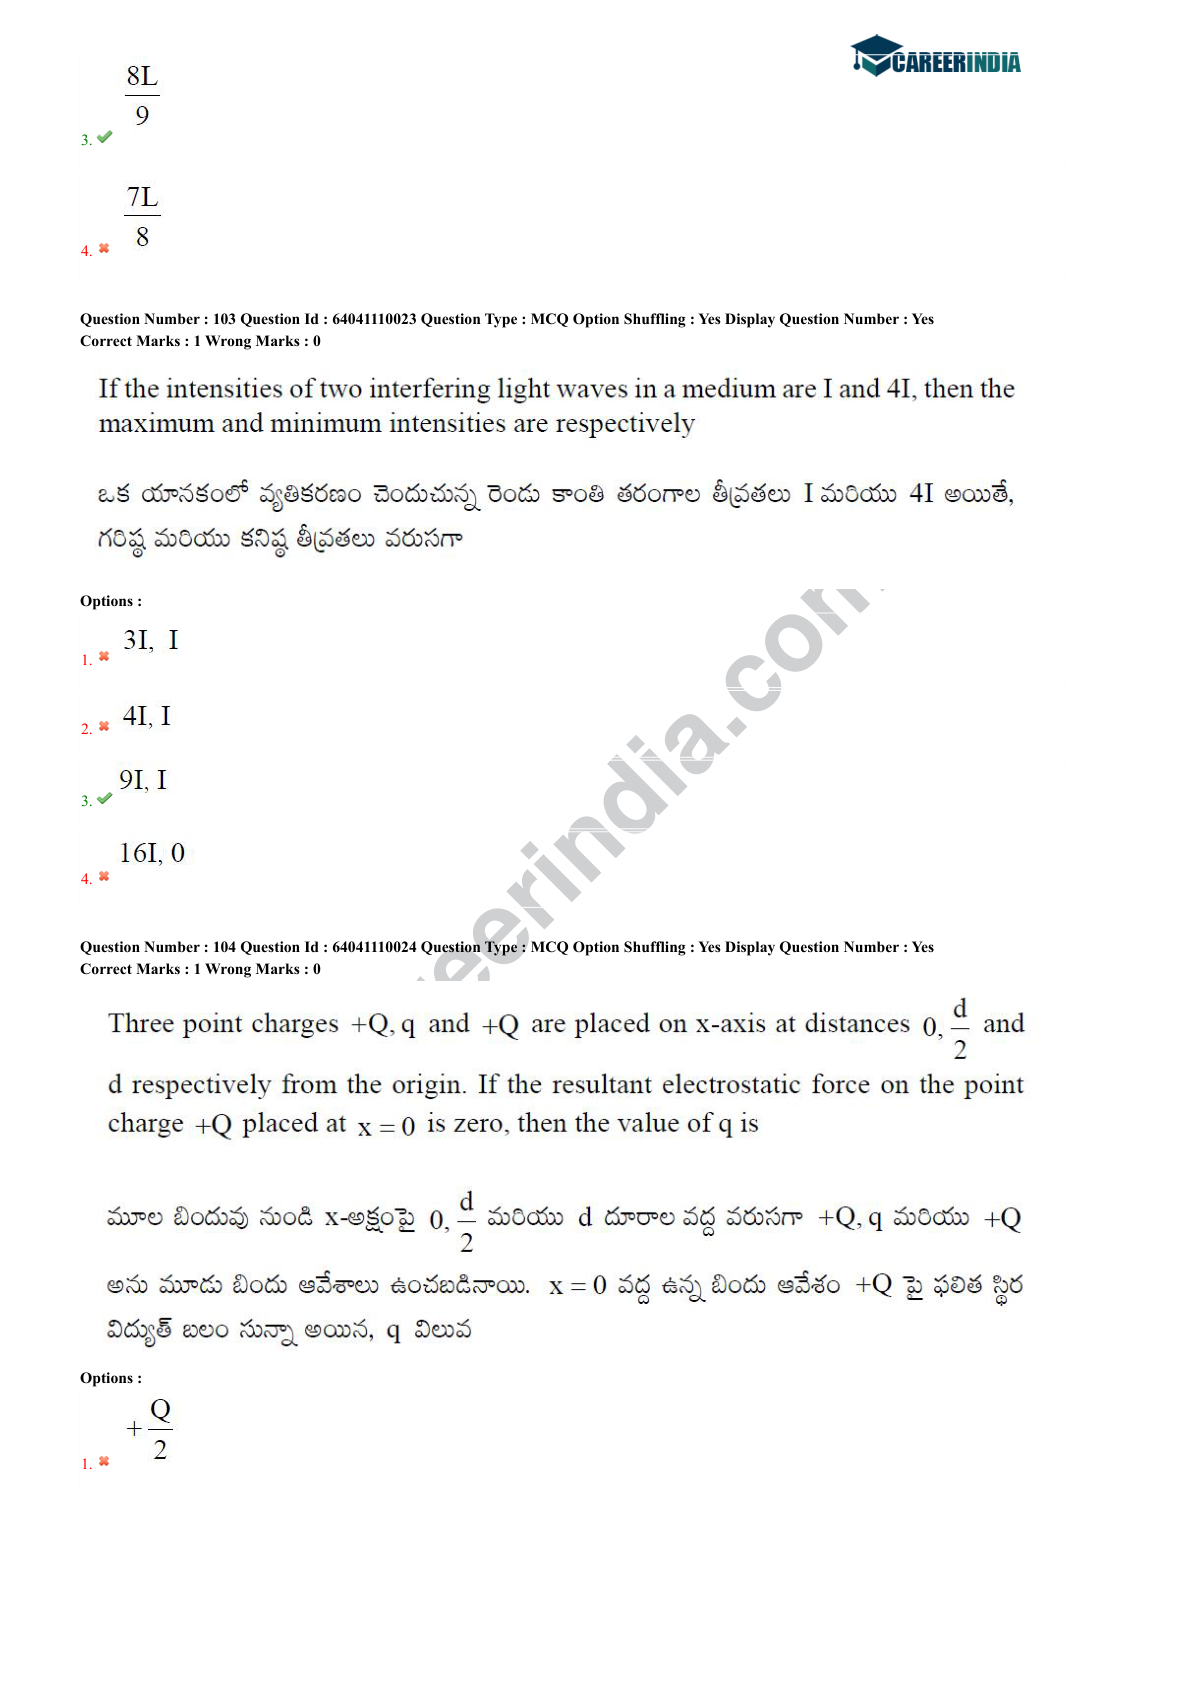 CAREERINDIA
8L
9
3.
7L
8
4.
Question Number : 103 Question Id : 64041110023 Question Type : MCQ Option Shuffling : Yes Display Question Number : Yes
Correct Marks : 1 Wrong Marks : 0
If the intensities of two interfering light waves in a medium are I and 4I, then the
maximum and minimum intensities are respectively
ఒక యానకంలో వ్యతికరణం చెందుచున్న రెండు కాంతి తరంగాల తీవ్రతలు I మరియు 4I అయితే,
గరిష్ఠ మరియు కనిష్ఠ తీవ్రతలు వరుసగా
Options :
3I, I
1.
4I, I
2.
9I, I
3.
16I, 0
4.
eerindia.com
Question Number : 104 Question Id : 64041110024 Question Type : MCQ Option Shuffling : Yes Display Question Number : Yes
Correct Marks : 1 Wrong Marks : 0
Three point charges +Q, q and +Q are placed on x-axis at distances 0, d/2 and
d respectively from the origin. If the resultant electrostatic force on the point
charge +Q placed at x = 0 is zero, then the value of q is
మూల బిందువు నుండి x-అక్షంపై 0, d/2 మరియు d దూరాల వద్ద వరుసగా +Q, q మరియు +Q
అను మూడు బిందు ఆవేశాలు ఉంచబడినాయి. x = 0 వద్ద ఉన్న బిందు ఆవేశం +Q పై ఫలిత స్థిర
విద్యుత్ బలం సున్నా అయిన, q విలువ
Options :
+ Q
2
1.